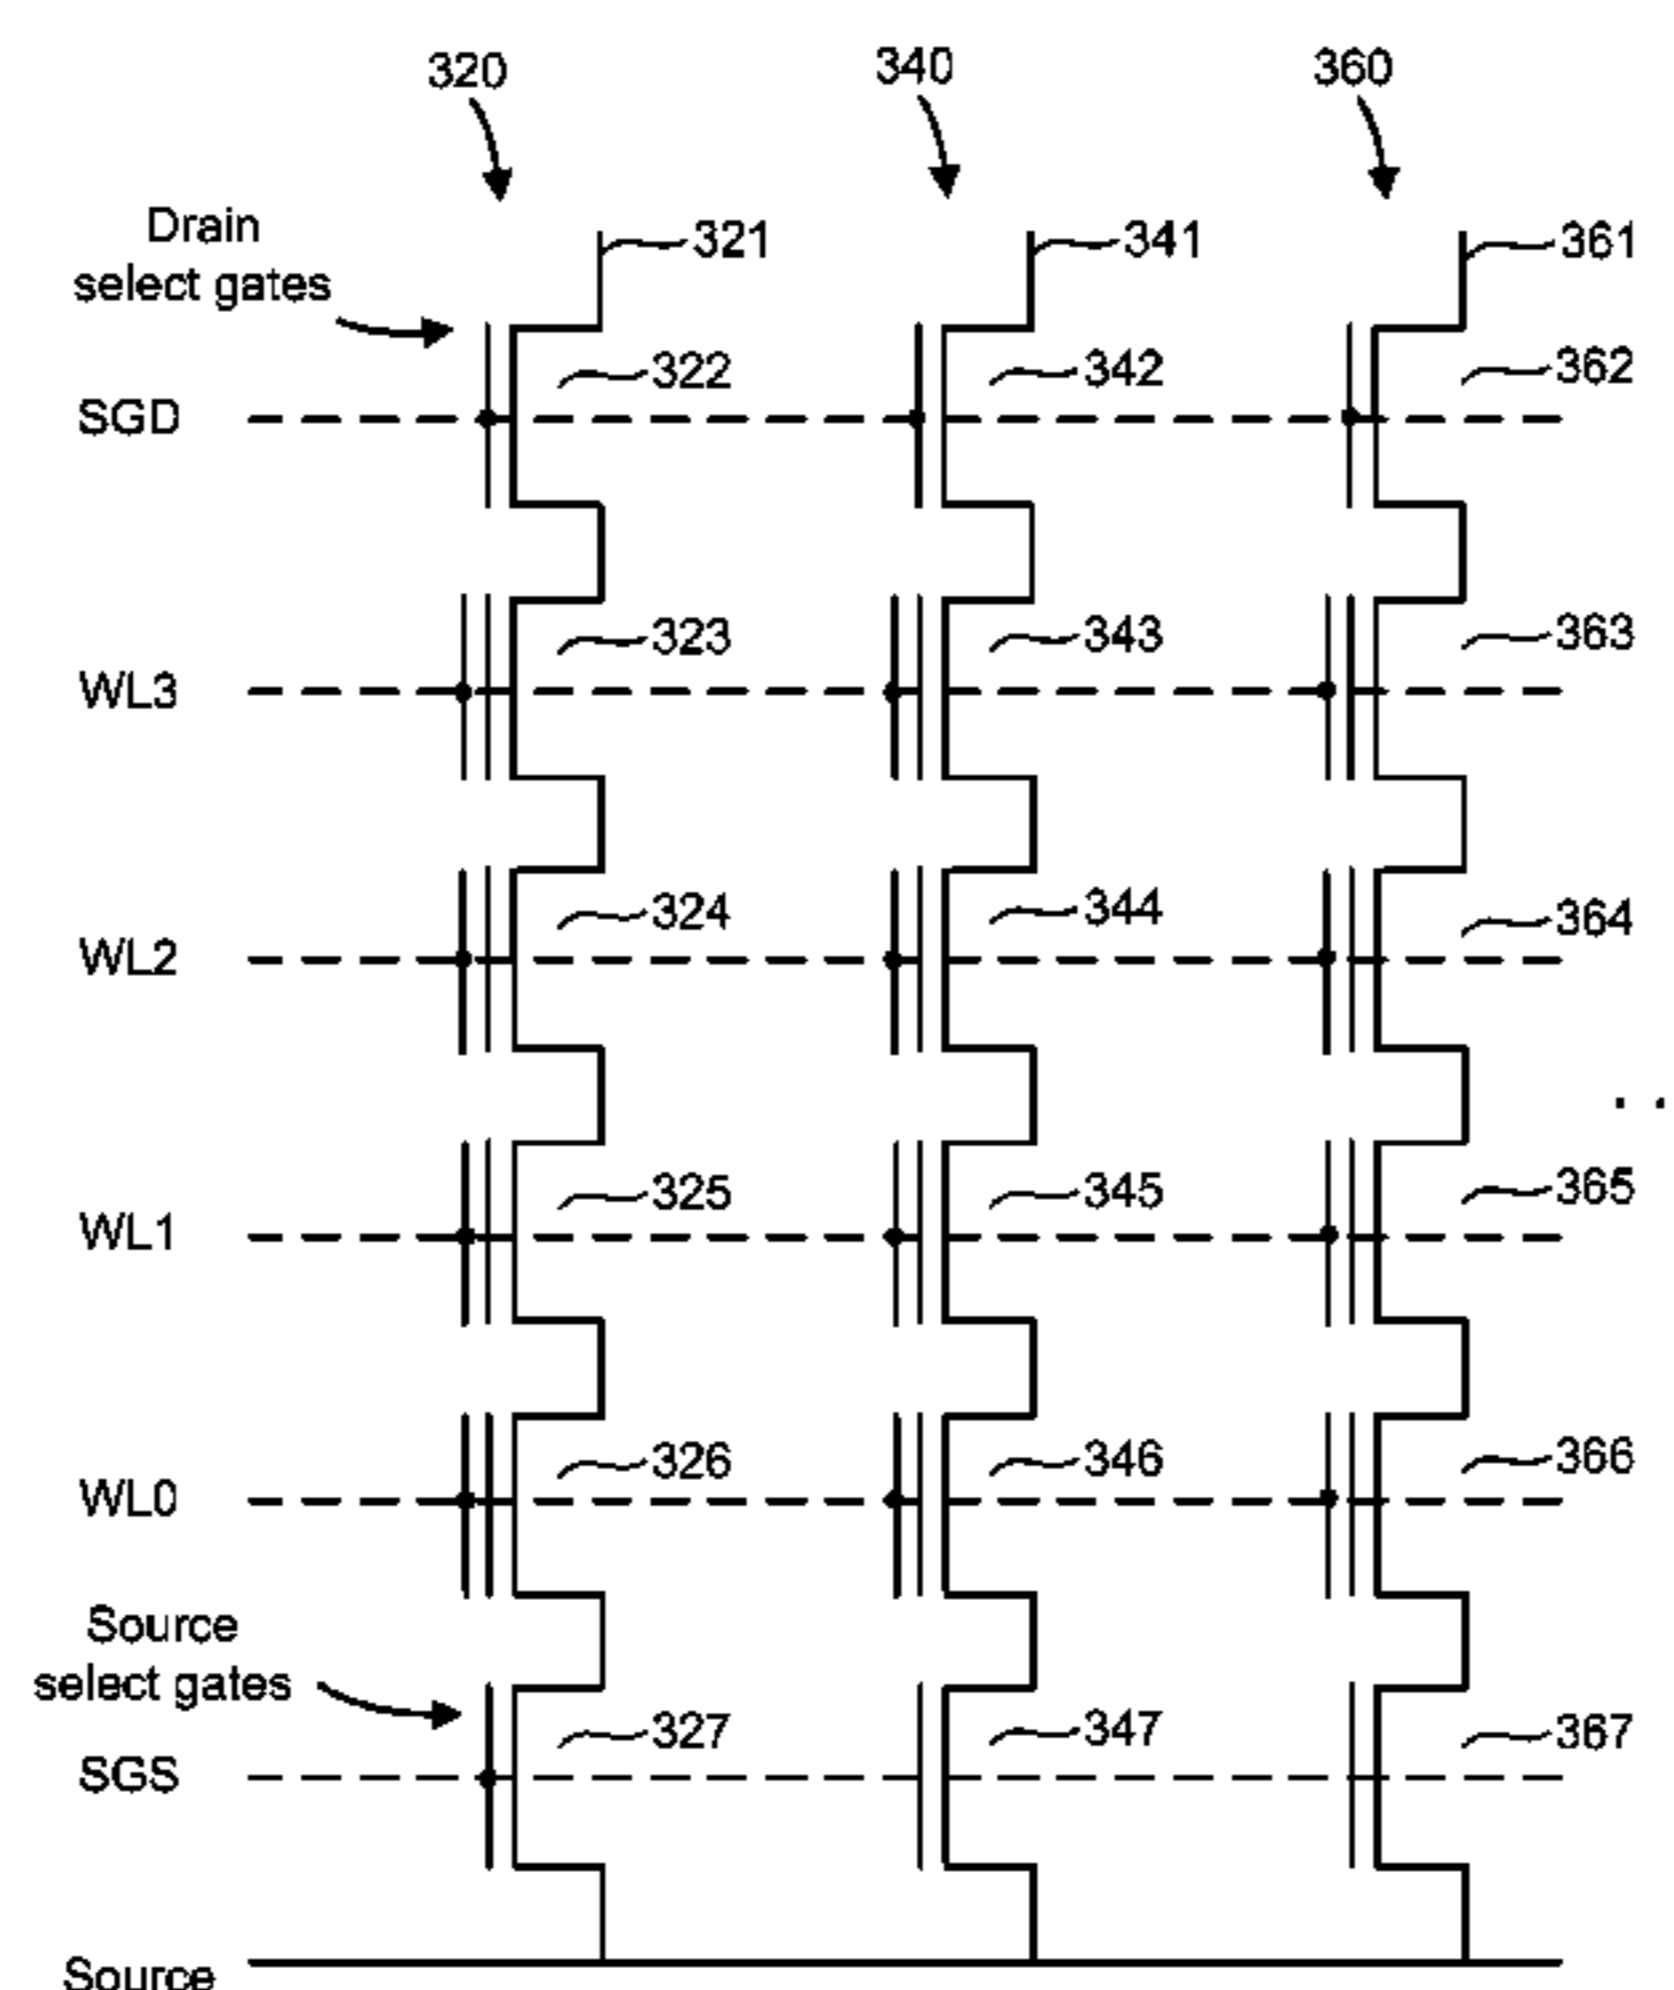 320 340 360
Drain
select gates
321 341 361
322 342 362
SGD
323 343 363
WL3
324 344 364
WL2
. .
325 345 365
WL1
326 346 366
WL0
Source
select gates
327 347 367
SGS
Source